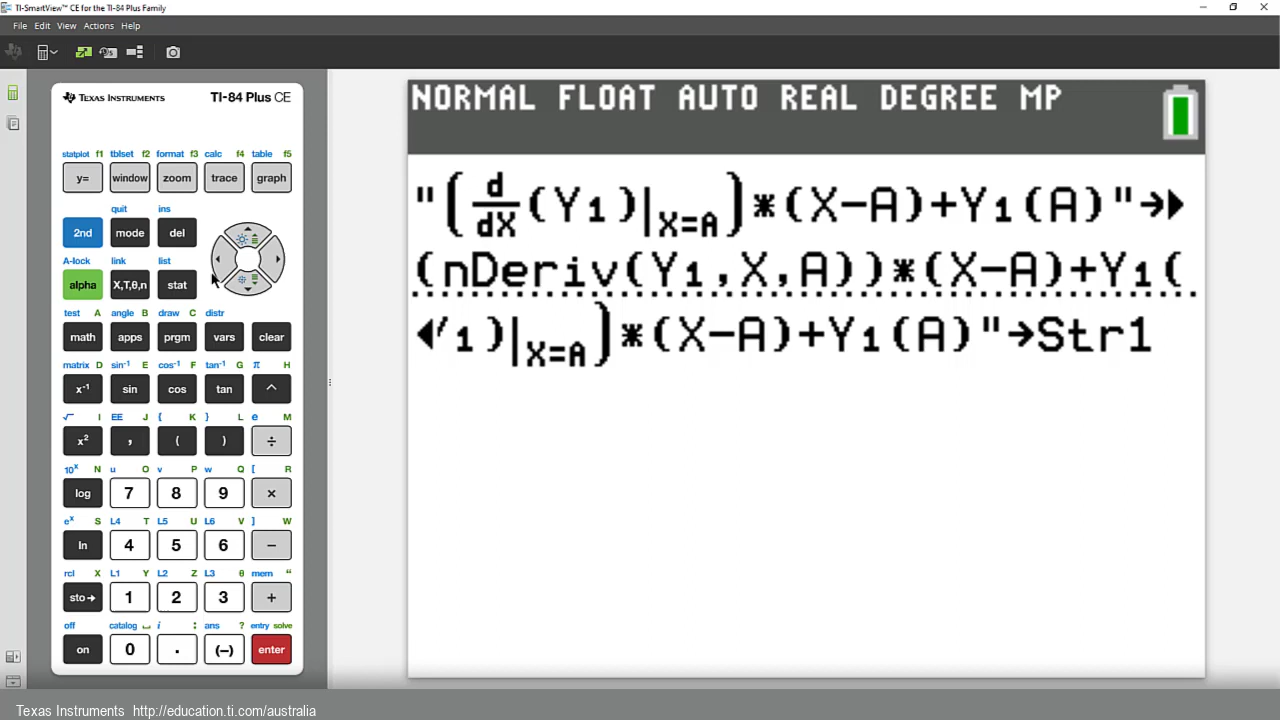 TI-SmartView™ CE for the TI-84 Plus Family
File Edit View Actions Help
TEXAS INSTRUMENTS TI-84 Plus CE
statplot f1 tblset f2 format f3 calc f4 table f5
y= window zoom trace graph
quit ins
2nd mode del
A-lock link list
alpha X,T,θ,n stat
test A angle B draw C distr
math apps prgm vars clear
matrix D sin⁻¹ E cos⁻¹ F tan⁻¹ G π H
x⁻¹ sin cos tan ^
√ I EE J { K } L e M
x² , ( ) ÷
10ˣ N u O v P w Q [ R
log 7 8 9 ×
eˣ S L4 T L5 U L6 V ] W
ln 4 5 6 −
rcl X L1 Y L2 Z L3 θ mem “
sto→ 1 2 3 +
off catalog ⎵ i : ans ? entry solve
on 0 . (−) enter
NORMAL FLOAT AUTO REAL DEGREE MP
"(d/dX(Y₁)|X=A)*(X−A)+Y₁(A)"→▶
(nDeriv(Y₁,X,A))*(X−A)+Y₁(
◀′₁)|X=A)*(X−A)+Y₁(A)"→Str1
Texas Instruments http://education.ti.com/australia